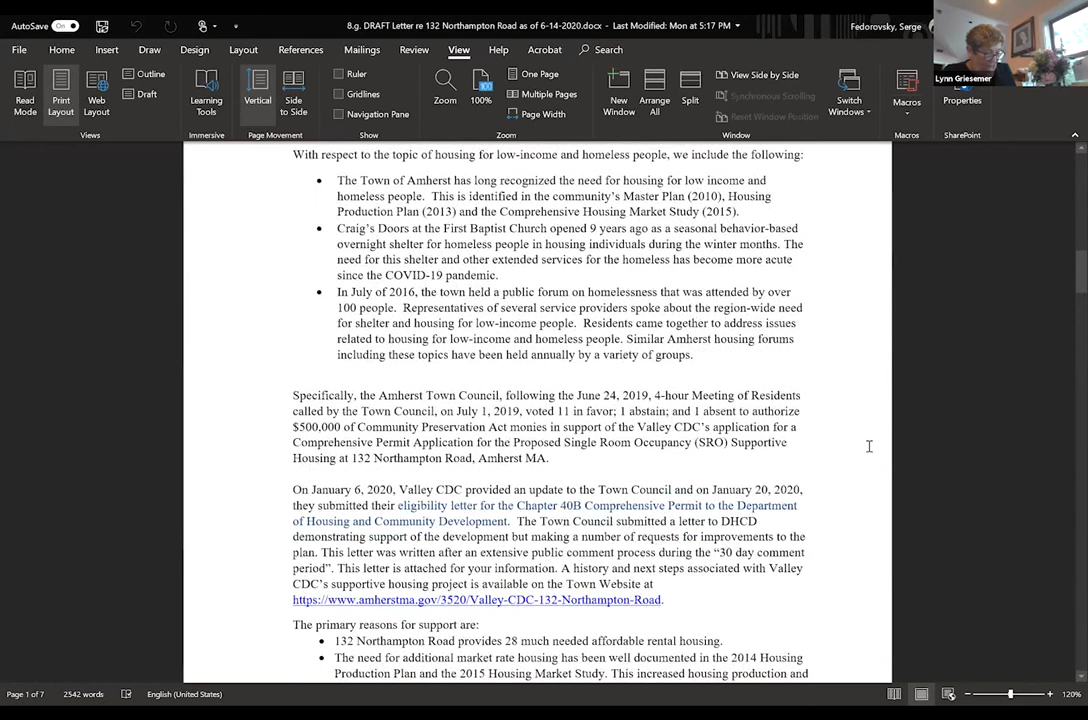 AutoSave On 8.g. DRAFT Letter re 132 Northampton Road as of 6-14-2020.docx - Last Modified: Mon at 5:17 PM Fedorovsky, Serge
File Home Insert Draw Design Layout References Mailings Review View Help Acrobat Search
Lynn Griesemer
Read Mode Print Layout Web Layout Outline Draft Learning Tools Vertical Side to Side Ruler Gridlines Navigation Pane Zoom 100% One Page Multiple Pages Page Width New Window Arrange All Split View Side by Side Synchronous Scrolling Reset Window Position Switch Windows Macros Properties
Views Immersive Page Movement Show Zoom Window Macros SharePoint
With respect to the topic of housing for low-income and homeless people, we include the following:
• The Town of Amherst has long recognized the need for housing for low income and
homeless people. This is identified in the community's Master Plan (2010), Housing
Production Plan (2013) and the Comprehensive Housing Market Study (2015).
• Craig's Doors at the First Baptist Church opened 9 years ago as a seasonal behavior-based
overnight shelter for homeless people in housing individuals during the winter months. The
need for this shelter and other extended services for the homeless has become more acute
since the COVID-19 pandemic.
• In July of 2016, the town held a public forum on homelessness that was attended by over
100 people. Representatives of several service providers spoke about the region-wide need
for shelter and housing for low-income people. Residents came together to address issues
related to housing for low-income and homeless people. Similar Amherst housing forums
including these topics have been held annually by a variety of groups.
Specifically, the Amherst Town Council, following the June 24, 2019, 4-hour Meeting of Residents
called by the Town Council, on July 1, 2019, voted 11 in favor; 1 abstain; and 1 absent to authorize
$500,000 of Community Preservation Act monies in support of the Valley CDC's application for a
Comprehensive Permit Application for the Proposed Single Room Occupancy (SRO) Supportive
Housing at 132 Northampton Road, Amherst MA.
On January 6, 2020, Valley CDC provided an update to the Town Council and on January 20, 2020,
they submitted their eligibility letter for the Chapter 40B Comprehensive Permit to the Department
of Housing and Community Development. The Town Council submitted a letter to DHCD
demonstrating support of the development but making a number of requests for improvements to the
plan. This letter was written after an extensive public comment process during the “30 day comment
period”. This letter is attached for your information. A history and next steps associated with Valley
CDC's supportive housing project is available on the Town Website at
https://www.amherstma.gov/3520/Valley-CDC-132-Northampton-Road.
The primary reasons for support are:
• 132 Northampton Road provides 28 much needed affordable rental housing.
• The need for additional market rate housing has been well documented in the 2014 Housing
Production Plan and the 2015 Housing Market Study. This increased housing production and
Page 1 of 7 2542 words English (United States) 120%